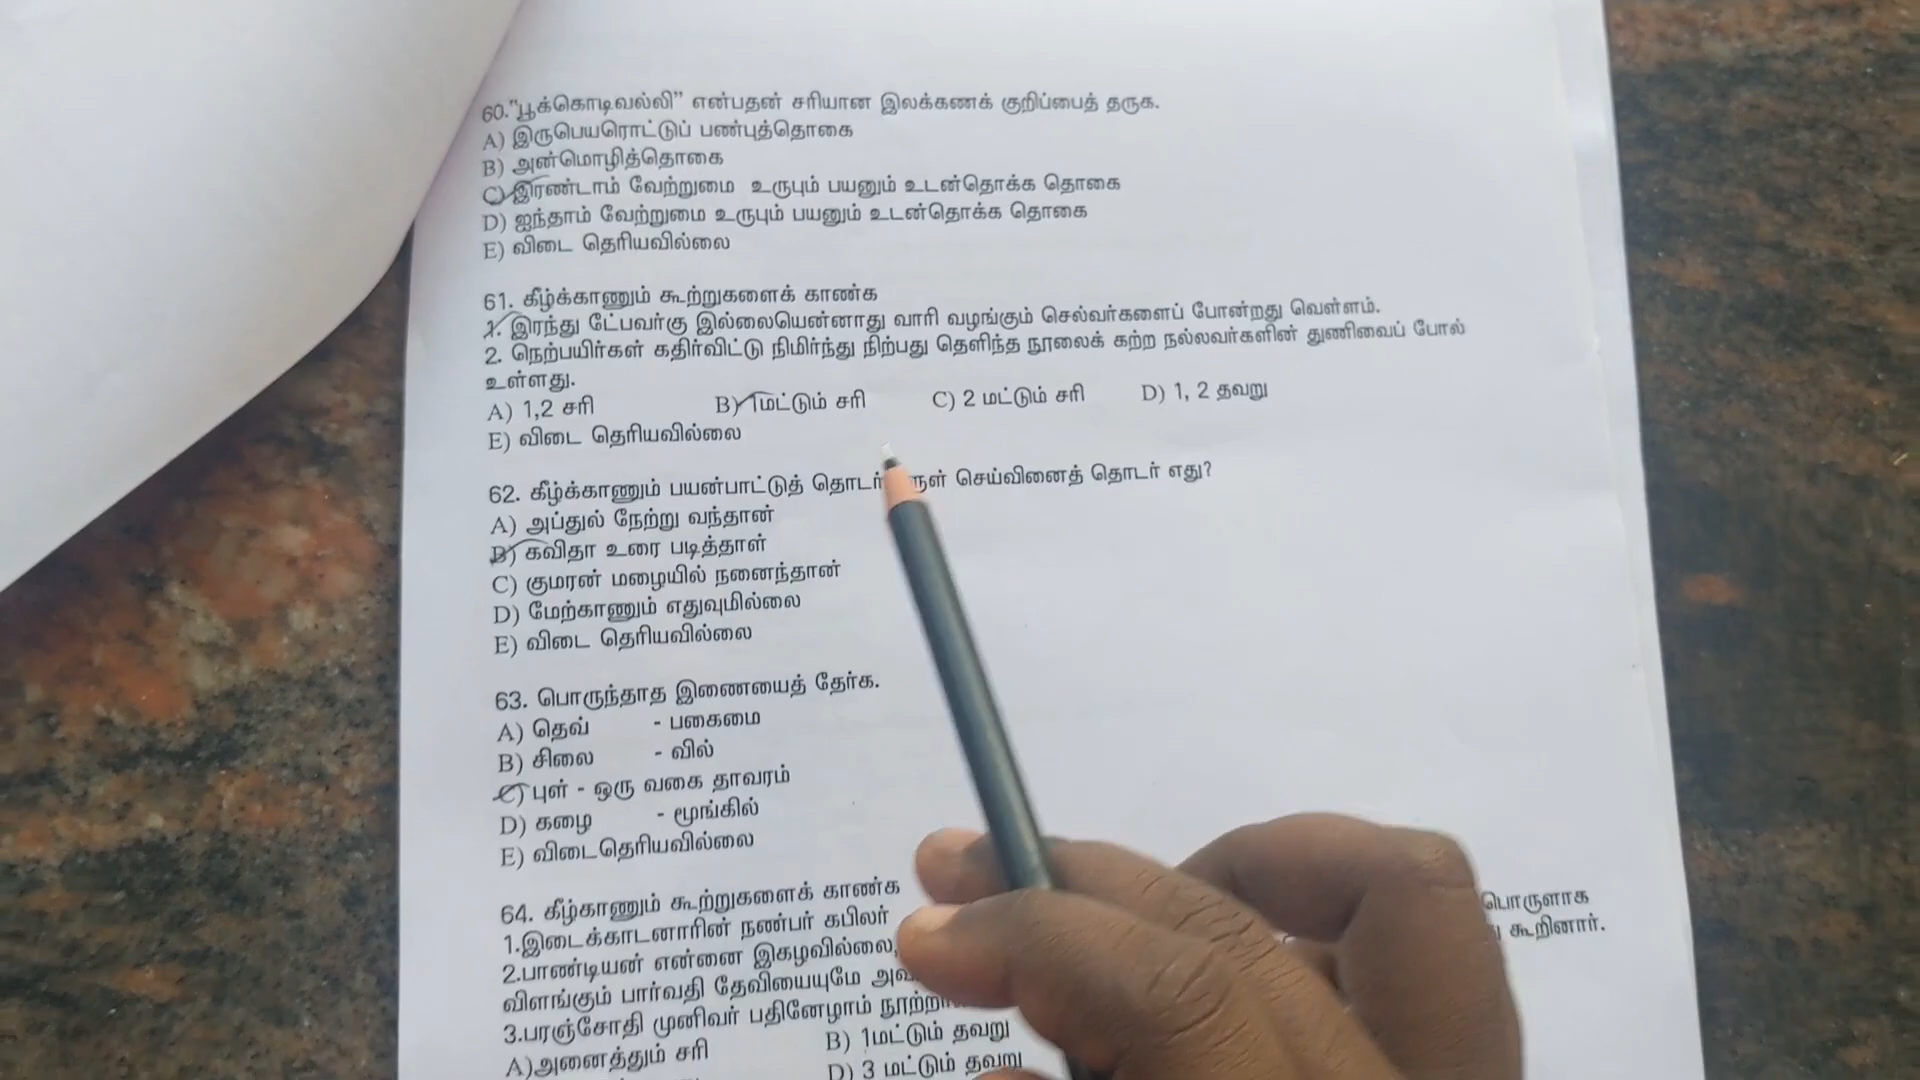 60."பூக்கொடிவல்லி" என்பதன் சரியான இலக்கணக் குறிப்பைத் தருக.
A) இருபெயரொட்டுப் பண்புத்தொகை
B) அன்மொழித்தொகை
C) இரண்டாம் வேற்றுமை உருபும் பயனும் உடன்தொக்க தொகை
D) ஐந்தாம் வேற்றுமை உருபும் பயனும் உடன்தொக்க தொகை
E) விடை தெரியவில்லை
61. கீழ்க்காணும் கூற்றுகளைக் காண்க
1. இரந்து டேபவர்கு இல்லையென்னாது வாரி வழங்கும் செல்வர்களைப் போன்றது வெள்ளம்.
2. நெற்பயிர்கள் கதிர்விட்டு நிமிர்ந்து நிற்பது தெளிந்த நூலைக் கற்ற நல்லவர்களின் துணிவைப் போல்
உள்ளது.
A) 1,2 சரி B) 1மட்டும் சரி C) 2 மட்டும் சரி D) 1, 2 தவறு
E) விடை தெரியவில்லை
62. கீழ்க்காணும் பயன்பாட்டுத் செய்வினைத் தொடர் எது?
A) அப்துல் நேற்று வந்தான்
B) கவிதா உரை படித்தாள்
C) குமரன் மழையில் நனைந்தான்
D) மேற்காணும் எதுவுமில்லை
E) விடை தெரியவில்லை
63. பொருந்தாத இணையைத் தேர்க.
A) தெவ் - பகைமை
B) சிலை - வில்
C) புள் - ஒரு வகை தாவரம்
D) கழை - மூங்கில்
E) விடைதெரியவில்லை
64. கீழ்காணும் கூற்றுகளைக் காண்க
1.இடைக்காடனாரின் நண்பர் கபிலர்
2.பாண்டியன் என்னை இகழவில்லை, பொருளாக
விளங்கும் பார்வதி தேவியையுமே கூறினார்.
3.பரஞ்சோதி முனிவர் பதினேழாம்
A)அனைத்தும் சரி B) 1மட்டும் தவறு
D) 3 மட்டும் தவறு